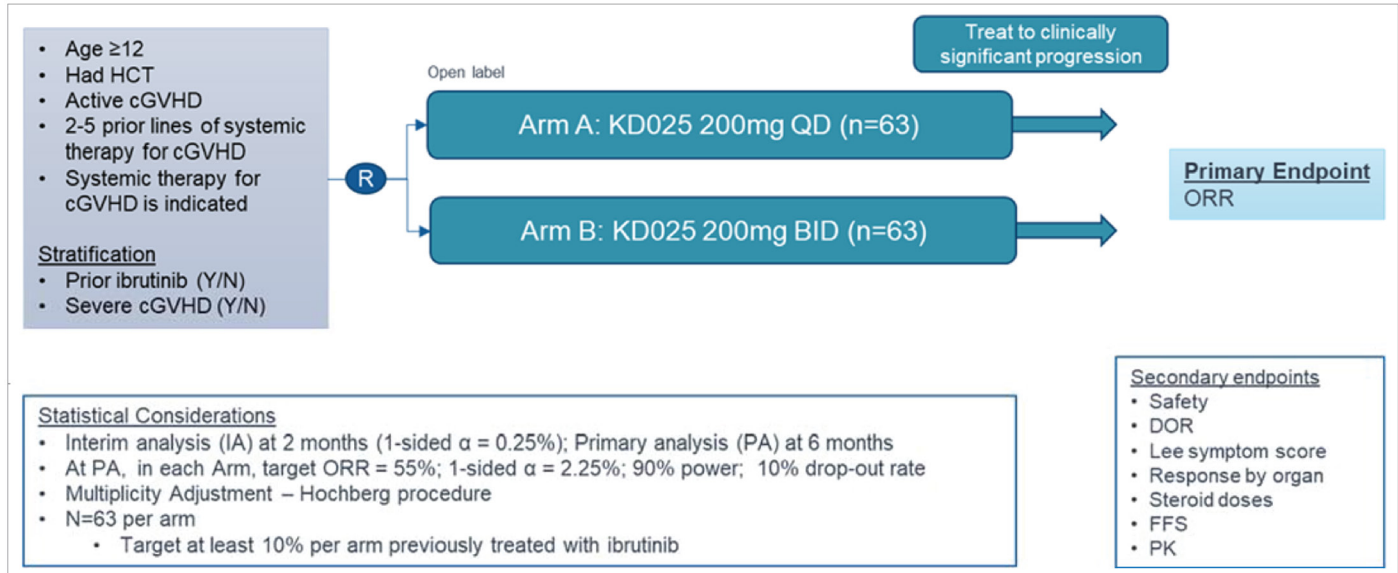 • Age ≥12
• Had HCT
• Active cGVHD
• 2-5 prior lines of systemic
therapy for cGVHD
• Systemic therapy for
cGVHD is indicated
Stratification
• Prior ibrutinib (Y/N)
• Severe cGVHD (Y/N)
R
Open label
Arm A: KD025 200mg QD (n=63)
Arm B: KD025 200mg BID (n=63)
Treat to clinically
significant progression
Primary Endpoint
ORR
Statistical Considerations
• Interim analysis (IA) at 2 months (1-sided α = 0.25%); Primary analysis (PA) at 6 months
• At PA, in each Arm, target ORR = 55%; 1-sided α = 2.25%; 90% power; 10% drop-out rate
• Multiplicity Adjustment – Hochberg procedure
• N=63 per arm
• Target at least 10% per arm previously treated with ibrutinib
Secondary endpoints
• Safety
• DOR
• Lee symptom score
• Response by organ
• Steroid doses
• FFS
• PK